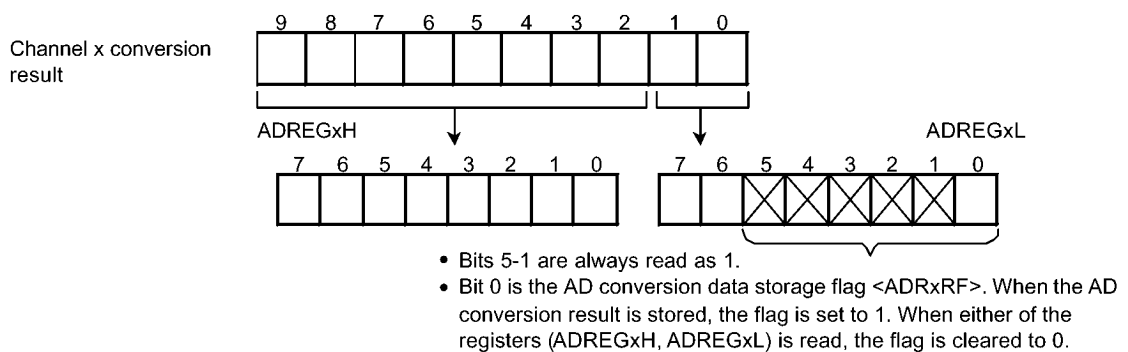 9 8 7 6 5 4 3 2 1 0
Channel x conversion
result
ADREGxH
ADREGxL
7 6 5 4 3 2 1 0
7 6 5 4 3 2 1 0
• Bits 5-1 are always read as 1.
• Bit 0 is the AD conversion data storage flag <ADRxRF>. When the AD
conversion result is stored, the flag is set to 1. When either of the
registers (ADREGxH, ADREGxL) is read, the flag is cleared to 0.